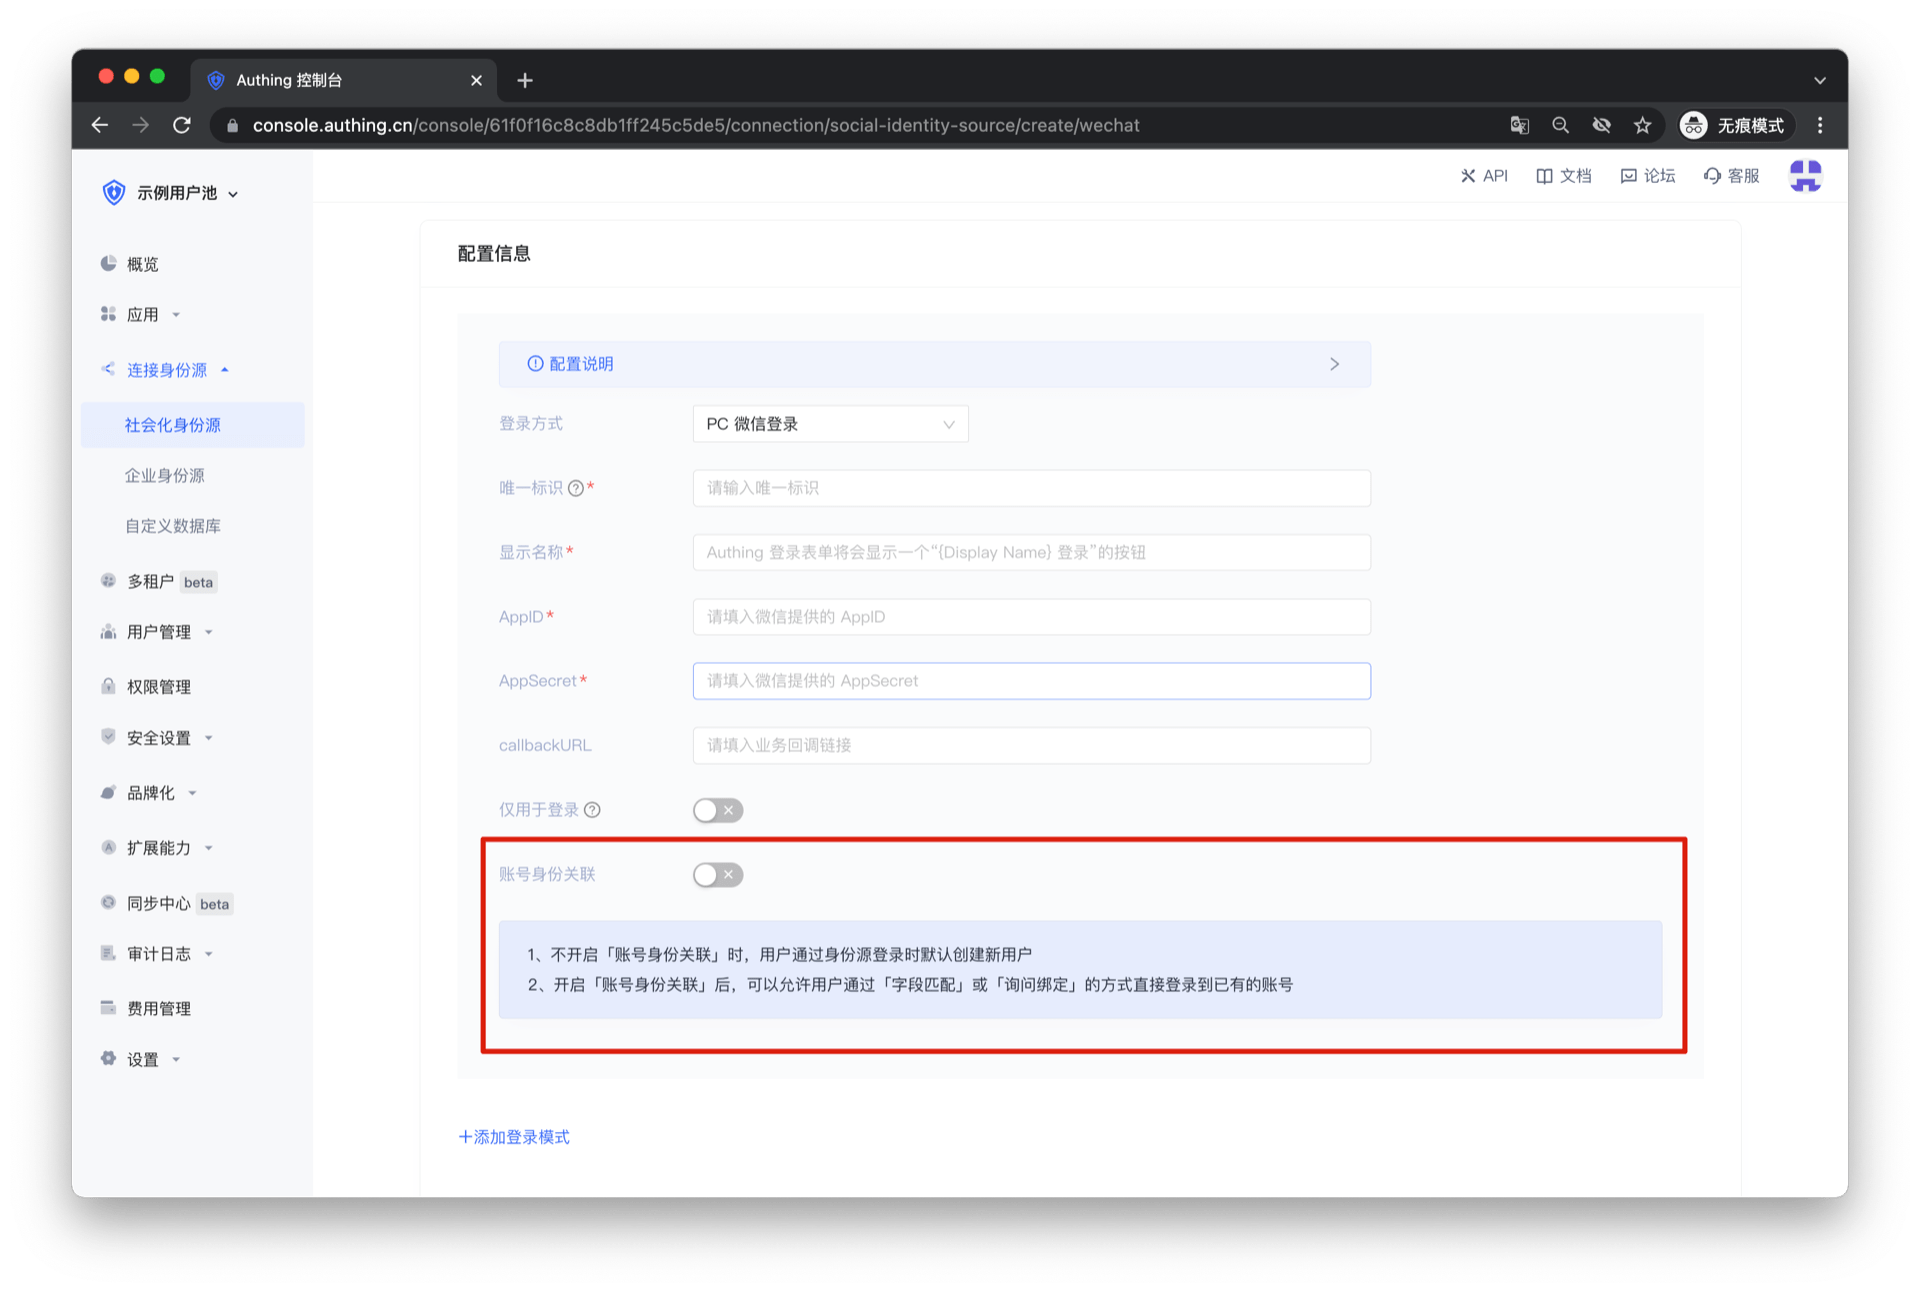 Authing 控制台
console.authing.cn/console/61f0f16c8c8db1ff245c5de5/connection/social-identity-source/create/wechat
无痕模式
示例用户池
API 文档 论坛 客服
概览
应用
连接身份源
社会化身份源
企业身份源
自定义数据库
多租户 beta
用户管理
权限管理
安全设置
品牌化
扩展能力
同步中心 beta
审计日志
费用管理
设置
配置信息
配置说明
登录方式 PC 微信登录
唯一标识* 请输入唯一标识
显示名称* Authing 登录表单将会显示一个“{Display Name} 登录”的按钮
AppID* 请填入微信提供的 AppID
AppSecret* 请填入微信提供的 AppSecret
callbackURL 请填入业务回调链接
仅用于登录
账号身份关联
1、不开启「账号身份关联」时，用户通过身份源登录时默认创建新用户
2、开启「账号身份关联」后，可以允许用户通过「字段匹配」或「询问绑定」的方式直接登录到已有的账号
+添加登录模式